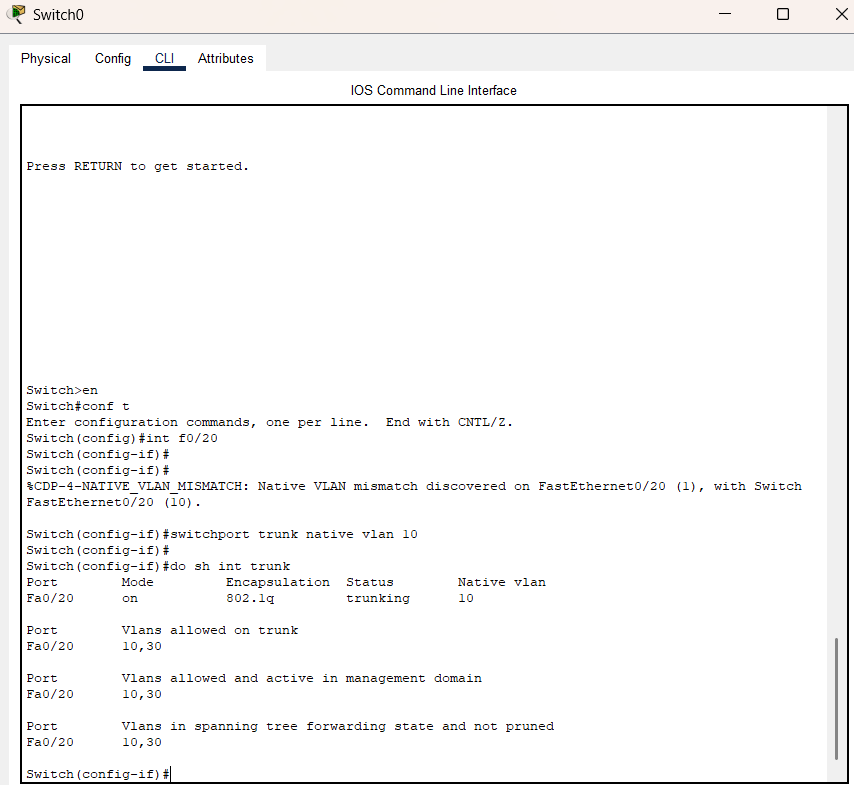 Switch0
Physical Config CLI Attributes
IOS Command Line Interface
Press RETURN to get started.
Switch>en
Switch#conf t
Enter configuration commands, one per line.  End with CNTL/Z.
Switch(config)#int f0/20
Switch(config-if)#
Switch(config-if)#
%CDP-4-NATIVE_VLAN_MISMATCH: Native VLAN mismatch discovered on FastEthernet0/20 (1), with Switch
FastEthernet0/20 (10).
Switch(config-if)#switchport trunk native vlan 10
Switch(config-if)#
Switch(config-if)#do sh int trunk
Port        Mode         Encapsulation  Status        Native vlan
Fa0/20      on           802.1q         trunking      10
Port        Vlans allowed on trunk
Fa0/20      10,30
Port        Vlans allowed and active in management domain
Fa0/20      10,30
Port        Vlans in spanning tree forwarding state and not pruned
Fa0/20      10,30
Switch(config-if)#